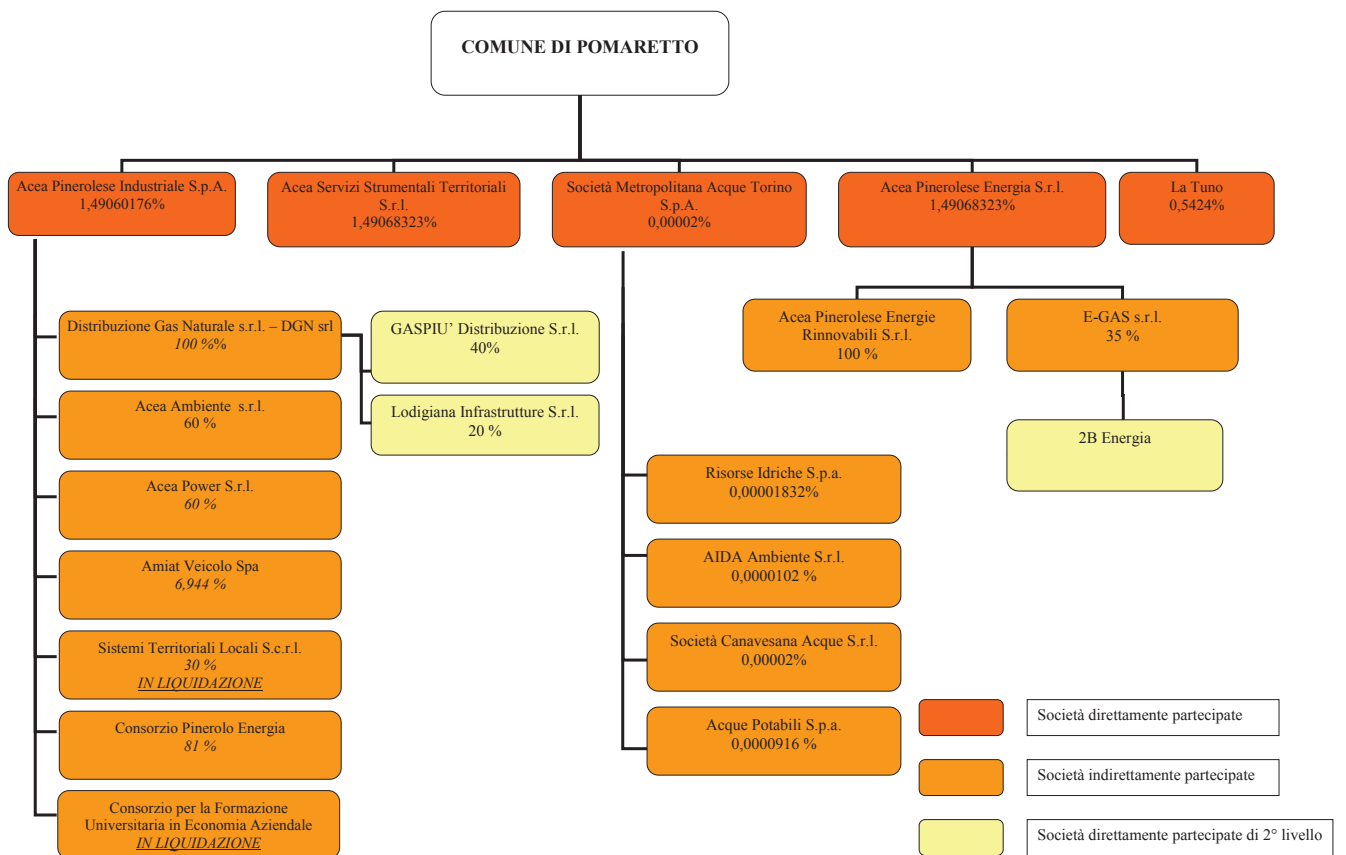 COMUNE DI POMARETTO
Acea Pinerolese Industriale S.p.A.
1,49060176%
Acea Servizi Strumentali Territoriali
S.r.l.
1,49068323%
Società Metropolitana Acque Torino
S.p.A.
0,00002%
Acea Pinerolese Energia S.r.l.
1,49068323%
La Tuno
0,5424%
Distribuzione Gas Naturale s.r.l. – DGN srl
100 %%
GASPIU’ Distribuzione S.r.l.
40%
Lodigiana Infrastrutture S.r.l.
20 %
Acea Ambiente s.r.l.
60 %
Acea Power S.r.l.
60 %
Amiat Veicolo Spa
6,944 %
Sistemi Territoriali Locali S.c.r.l.
30 %
IN LIQUIDAZIONE
Consorzio Pinerolo Energia
81 %
Consorzio per la Formazione
Universitaria in Economia Aziendale
IN LIQUIDAZIONE
Risorse Idriche S.p.a.
0,00001832%
AIDA Ambiente S.r.l.
0,0000102 %
Società Canavesana Acque S.r.l.
0,00002%
Acque Potabili S.p.a.
0,0000916 %
Acea Pinerolese Energie
Rinnovabili S.r.l.
100 %
E-GAS s.r.l.
35 %
2B Energia
Società direttamente partecipate
Società indirettamente partecipate
Società direttamente partecipate di 2° livello